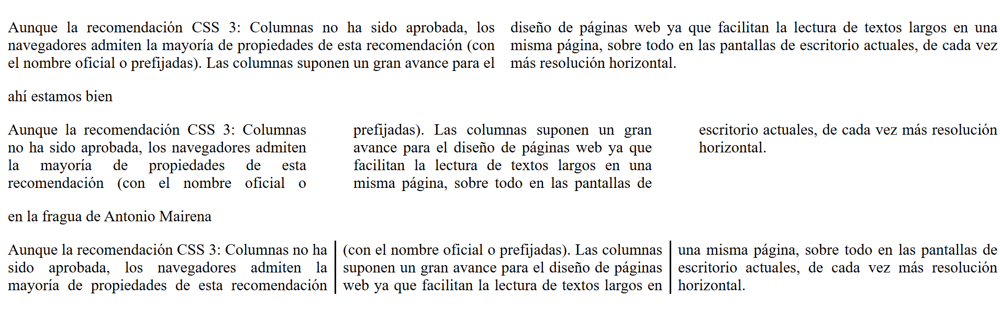 Aunque la recomendación CSS 3: Columnas no ha sido aprobada, los
navegadores admiten la mayoría de propiedades de esta recomendación (con
el nombre oficial o prefijadas). Las columnas suponen un gran avance para el
diseño de páginas web ya que facilitan la lectura de textos largos en una
misma página, sobre todo en las pantallas de escritorio actuales, de cada vez
más resolución horizontal.
ahí estamos bien
Aunque la recomendación CSS 3: Columnas
no ha sido aprobada, los navegadores admiten
la mayoría de propiedades de esta
recomendación (con el nombre oficial o
prefijadas). Las columnas suponen un gran
avance para el diseño de páginas web ya que
facilitan la lectura de textos largos en una
misma página, sobre todo en las pantallas de
escritorio actuales, de cada vez más resolución
horizontal.
en la fragua de Antonio Mairena
Aunque la recomendación CSS 3: Columnas no ha
sido aprobada, los navegadores admiten la
mayoría de propiedades de esta recomendación
(con el nombre oficial o prefijadas). Las columnas
suponen un gran avance para el diseño de páginas
web ya que facilitan la lectura de textos largos en
una misma página, sobre todo en las pantallas de
escritorio actuales, de cada vez más resolución
horizontal.